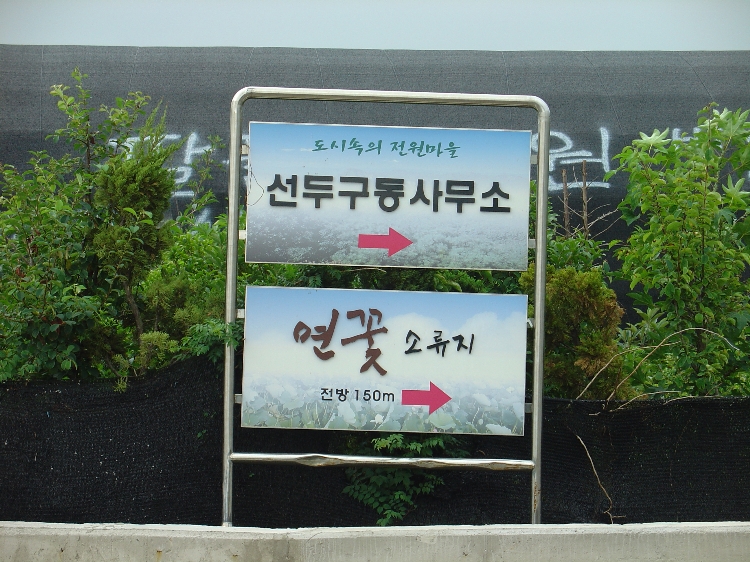 도시속의 전원마을
선두구동사무소
연꽃 소류지
전방 150m